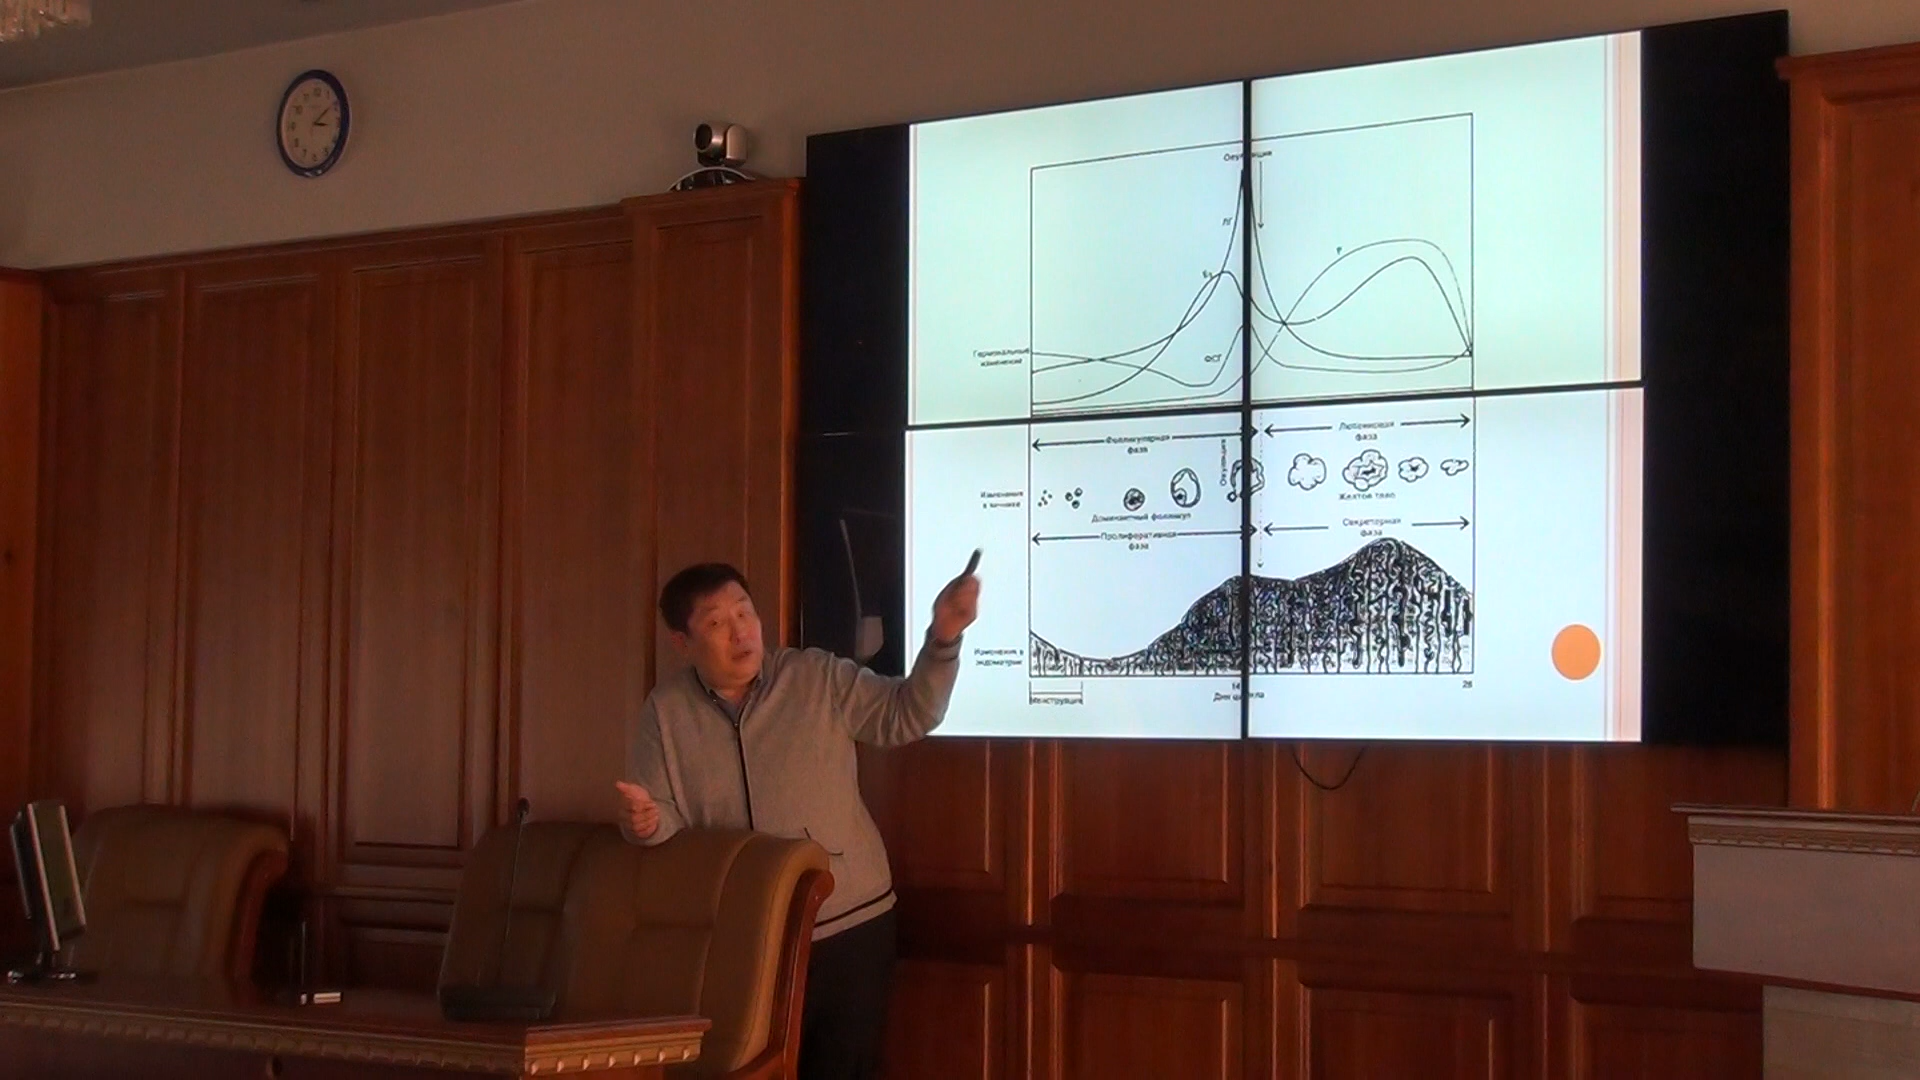 Овуляция
ЛГ
P
E₂
Гормональные
изменения
ФСГ
Фолликулярная
фаза
Лютеиновая
фаза
Овуляция
Изменения
в яичнике
Доминантный фолликул
Желтое тело
Пролиферативная
фаза
Секреторная
фаза
Изменения в
эндометрии
14
28
Менструация
Дни цикла